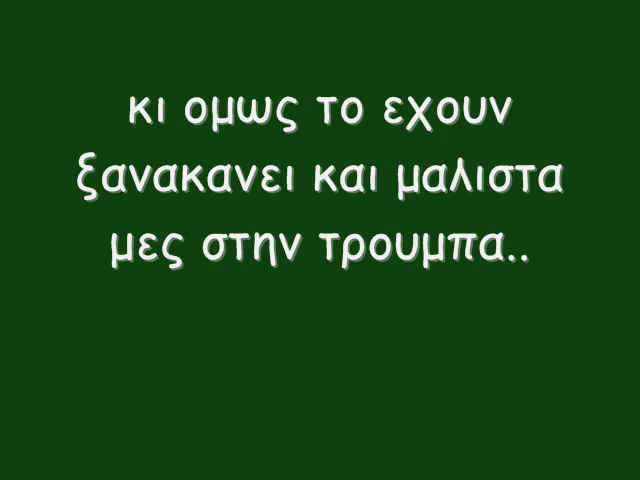 κι ομως το εχουν
ξανακανει και μαλιστα
μες στην τρουμπα..